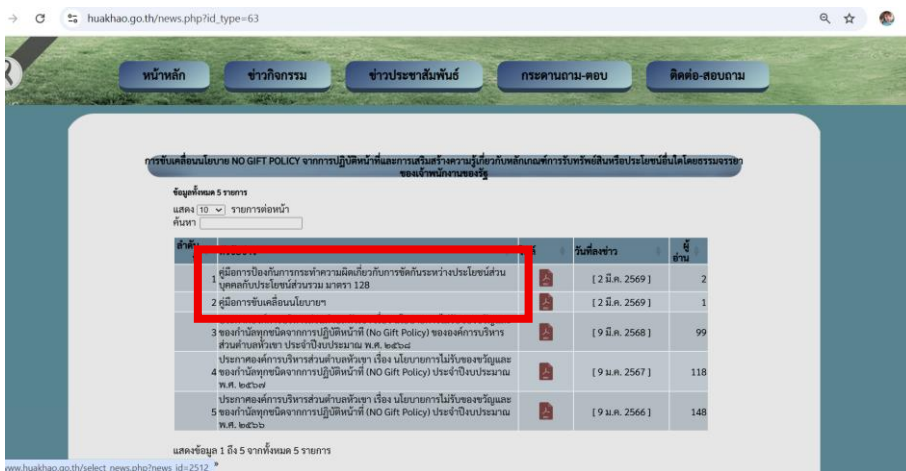 huakhao.go.th/news.php?id_type=63
หน้าหลัก
ข่าวกิจกรรม
ข่าวประชาสัมพันธ์
กระดานถาม-ตอบ
ติดต่อ-สอบถาม
การขับเคลื่อนนโยบาย NO GIFT POLICY จากการปฏิบัติหน้าที่และการเสริมสร้างความรู้เกี่ยวกับหลักเกณฑ์การรับทรัพย์สินหรือประโยชน์อื่นใดโดยธรรมจรรยา
ของเจ้าพนักงานของรัฐ
ข้อมูลทั้งหมด 5 รายการ
แสดง 10 รายการต่อหน้า
ค้นหา
ลำดับ วันที่ลงข่าว ผู้
อ่าน
1 คู่มือการป้องกันการกระทำความผิดเกี่ยวกับการขัดกันระหว่างประโยชน์ส่วน
บุคคลกับประโยชน์ส่วนรวม มาตรา 128 [ 2 มี.ค. 2569 ] 2
2 คู่มือการขับเคลื่อนนโยบายฯ [ 2 มี.ค. 2569 ] 1
3 ของกำนัลทุกชนิดจากการปฏิบัติหน้าที่ (No Gift Policy) ขององค์การบริหาร [ 9 มี.ค. 2568 ] 99
ส่วนตำบลหัวเขา ประจำปีงบประมาณ พ.ศ. ๒๕๖๘
ประกาศองค์การบริหารส่วนตำบลหัวเขา เรื่อง นโยบายการไม่รับของขวัญและ
4 ของกำนัลทุกชนิดจากการปฏิบัติหน้าที่ (NO Gift Policy) ประจำปีงบประมาณ [ 9 ม.ค. 2567 ] 118
พ.ศ. ๒๕๖๗
ประกาศองค์การบริหารส่วนตำบลหัวเขา เรื่อง นโยบายการไม่รับของขวัญและ
5 ของกำนัลทุกชนิดจากการปฏิบัติหน้าที่ (NO Gift Policy) ประจำปีงบประมาณ [ 9 ม.ค. 2566 ] 148
พ.ศ. ๒๕๖๖
แสดงข้อมูล 1 ถึง 5 จากทั้งหมด 5 รายการ
www.huakhao.go.th/select_news.php?news_id=2512